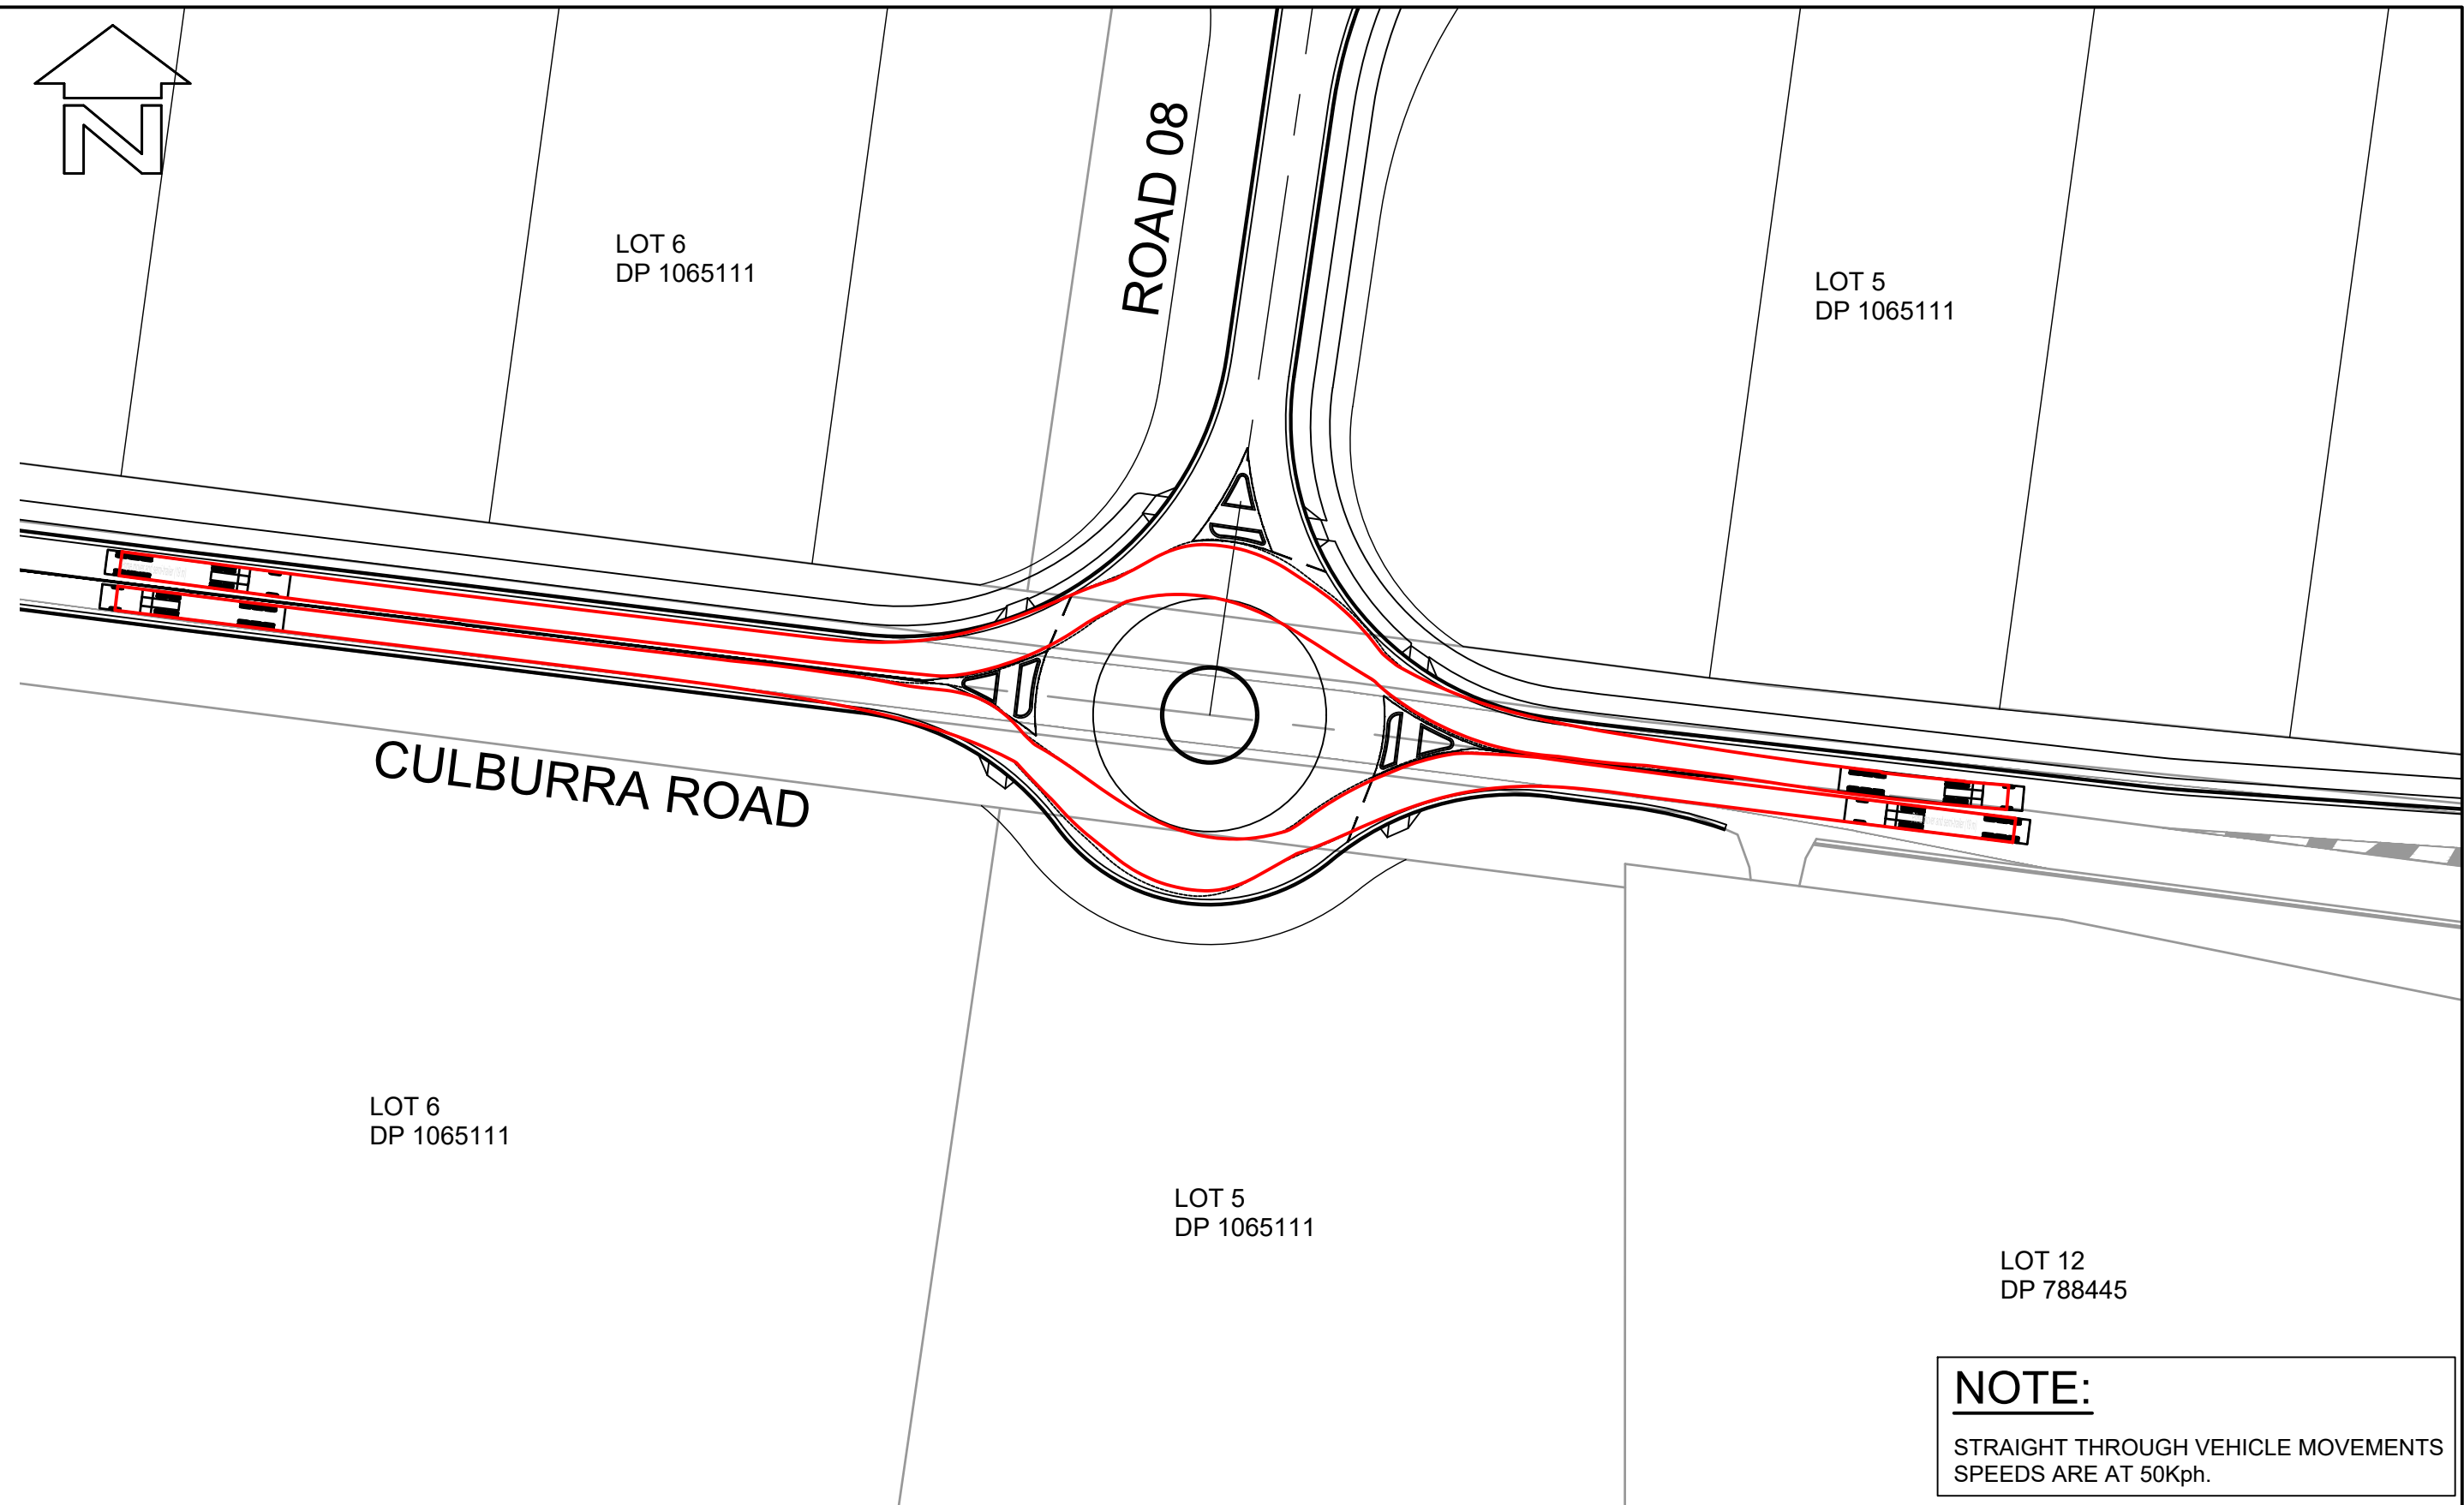 N
ROAD 08
LOT 6
DP 1065111
LOT 5
DP 1065111
CULBURRA ROAD
LOT 6
DP 1065111
LOT 5
DP 1065111
LOT 12
DP 788445
NOTE:
STRAIGHT THROUGH VEHICLE MOVEMENTS
SPEEDS ARE AT 50Kph.